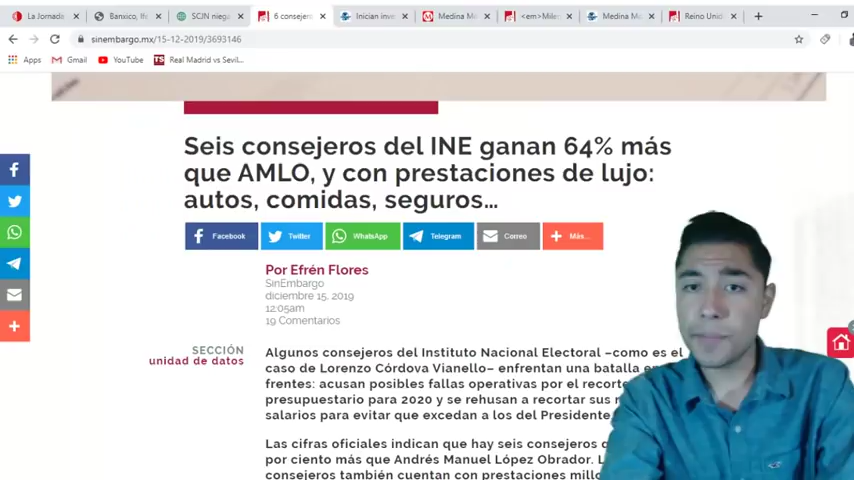 La Jornada
Banxico, Ife
SCJN niega
6 consejero
Inician inve
Medina M
<em>Miles
Medina Mo
Reino Unid
sinembargo.mx/15-12-2019/3693146
Apps
Gmail
YouTube
Real Madrid vs Sevil...
Seis consejeros del INE ganan 64% más
que AMLO, y con prestaciones de lujo:
autos, comidas, seguros...
Facebook
Twitter
WhatsApp
Telegram
Correo
Más...
Por Efrén Flores
SinEmbargo
diciembre 15, 2019
12:05am
19 Comentarios
SECCIÓN
unidad de datos
Algunos consejeros del Instituto Nacional Electoral –como es el
caso de Lorenzo Córdova Vianello– enfrentan una batalla en
frentes: acusan posibles fallas operativas por el recorte
presupuestario para 2020 y se rehusan a recortar sus
salarios para evitar que excedan a los del Presidente.
Las cifras oficiales indican que hay seis consejeros
por ciento más que Andrés Manuel López Obrador.
consejeros también cuentan con prestaciones millo